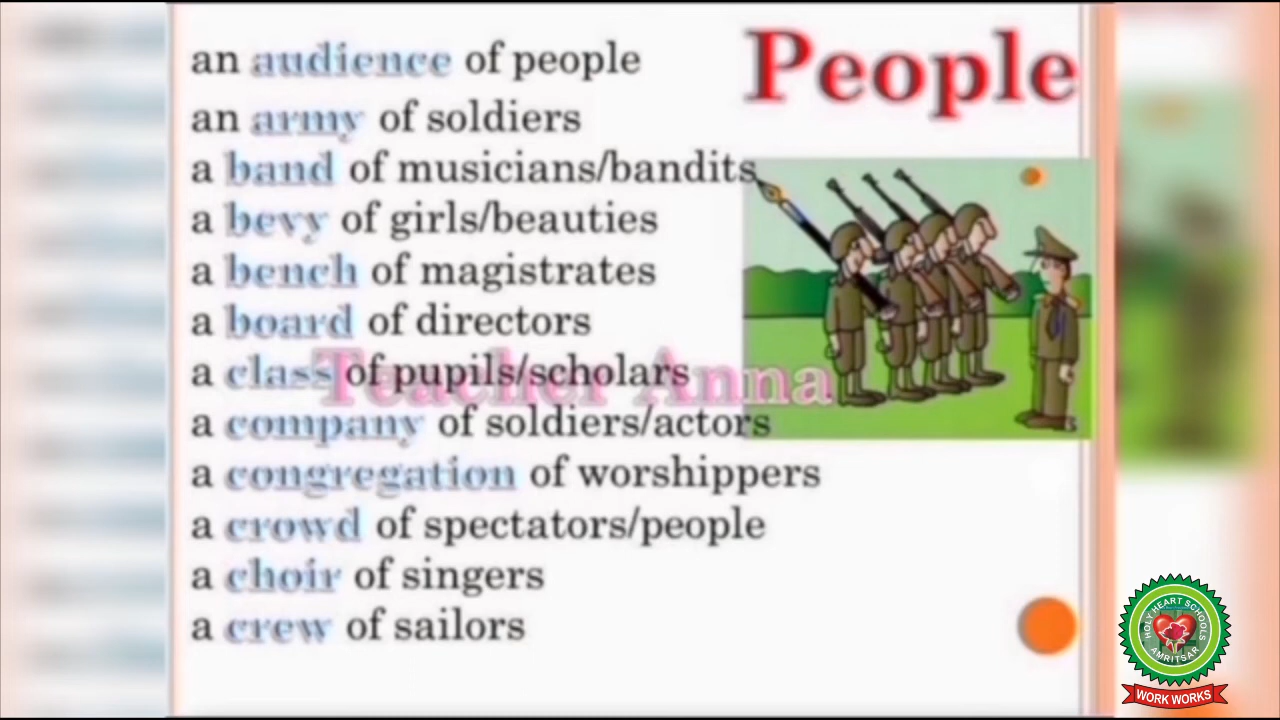 People
an audience of people
an army of soldiers
a band of musicians/bandits
a bevy of girls/beauties
a bench of magistrates
a board of directors
a class of pupils/scholars
Teacher Anna
a company of soldiers/actors
a congregation of worshippers
a crowd of spectators/people
a choir of singers
a crew of sailors
HOLY HEART SCHOOLS
AMRITSAR
WORK WORKS